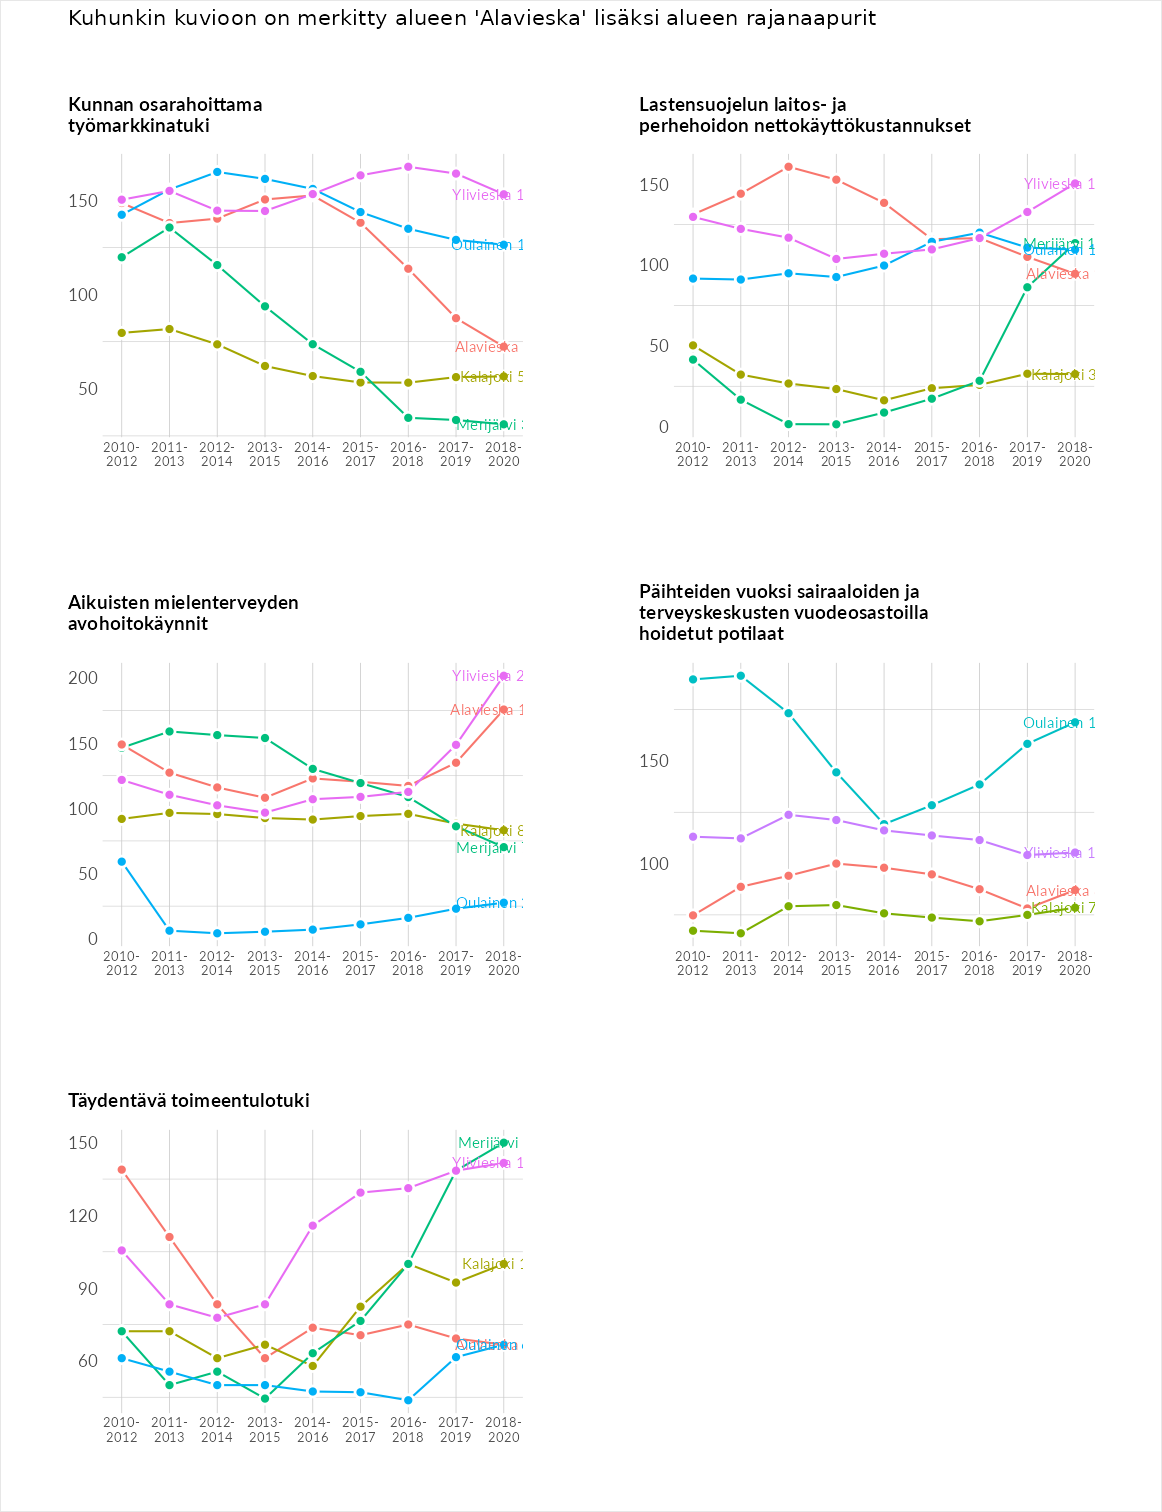 Kuhunkin kuvioon on merkitty alueen 'Alavieska' lisäksi alueen rajanaapurit
Kunnan osarahoittama
työmarkkinatuki
150
100
50
Ylivieska 1
Oulainen 1
Alavieska
Kalajoki 5
Merijärvi
2010- 2011- 2012- 2013- 2014- 2015- 2016- 2017- 2018-
2012 2013 2014 2015 2016 2017 2018 2019 2020
Lastensuojelun laitos- ja
perhehoidon nettokäyttökustannukset
150
100
50
0
Ylivieska 1
Merijärvi 1
Oulainen 1
Alavieska
Kalajoki 3
2010- 2011- 2012- 2013- 2014- 2015- 2016- 2017- 2018-
2012 2013 2014 2015 2016 2017 2018 2019 2020
Aikuisten mielenterveyden
avohoitokäynnit
200
150
100
50
0
Ylivieska 2
Alavieska 1
Kalajoki 8
Merijärvi
Oulainen
2010- 2011- 2012- 2013- 2014- 2015- 2016- 2017- 2018-
2012 2013 2014 2015 2016 2017 2018 2019 2020
Päihteiden vuoksi sairaaloiden ja
terveyskeskusten vuodeosastoilla
hoidetut potilaat
150
100
Oulainen 1
Ylivieska 1
Alavieska
Kalajoki 7
2010- 2011- 2012- 2013- 2014- 2015- 2016- 2017- 2018-
2012 2013 2014 2015 2016 2017 2018 2019 2020
Täydentävä toimeentulotuki
150
120
90
60
Merijärvi
Ylivieska 1
Kalajoki 1
Oulainen
Alavieska
2010- 2011- 2012- 2013- 2014- 2015- 2016- 2017- 2018-
2012 2013 2014 2015 2016 2017 2018 2019 2020